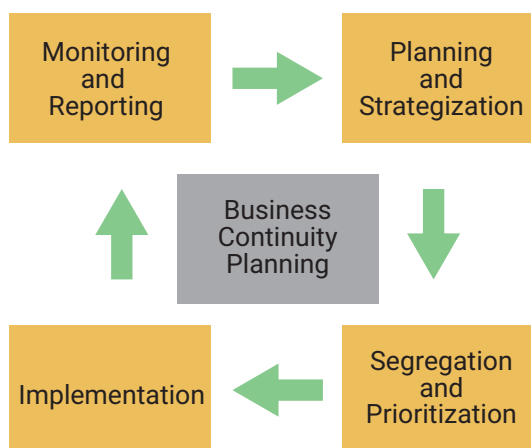 Monitoring
and
Reporting
Planning
and
Strategization
Business
Continuity
Planning
Implementation
Segregation
and
Prioritization